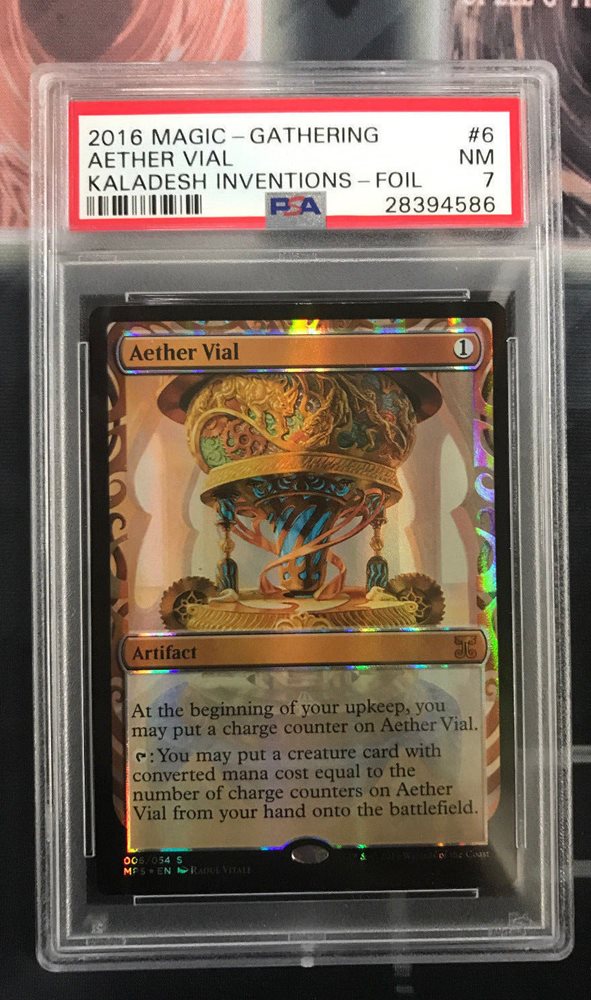 2016 MAGIC - GATHERING #6
AETHER VIAL NM
KALADESH INVENTIONS - FOIL 7
PSA 28394586
Aether Vial 1
Artifact
At the beginning of your upkeep, you
may put a charge counter on Aether Vial.
: You may put a creature card with
converted mana cost equal to the
number of charge counters on Aether
Vial from your hand onto the battlefield.
006/054 S
MPS ★ EN RAOUL VITALE
& of the Coast